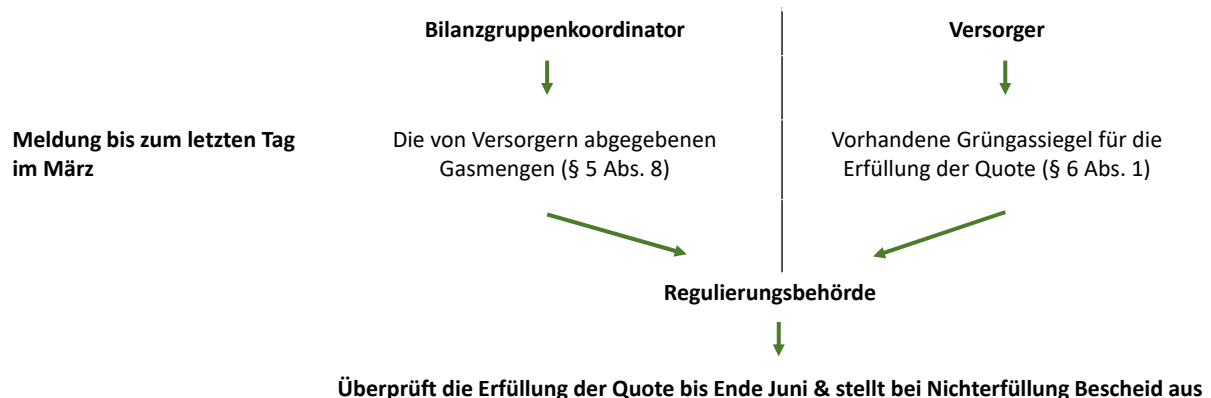 Bilanzgruppenkoordinator
Versorger
Meldung bis zum letzten Tag
im März
Die von Versorgern abgegebenen
Gasmengen (§ 5 Abs. 8)
Vorhandene Grüngassiegel für die
Erfüllung der Quote (§ 6 Abs. 1)
Regulierungsbehörde
Überprüft die Erfüllung der Quote bis Ende Juni & stellt bei Nichterfüllung Bescheid aus